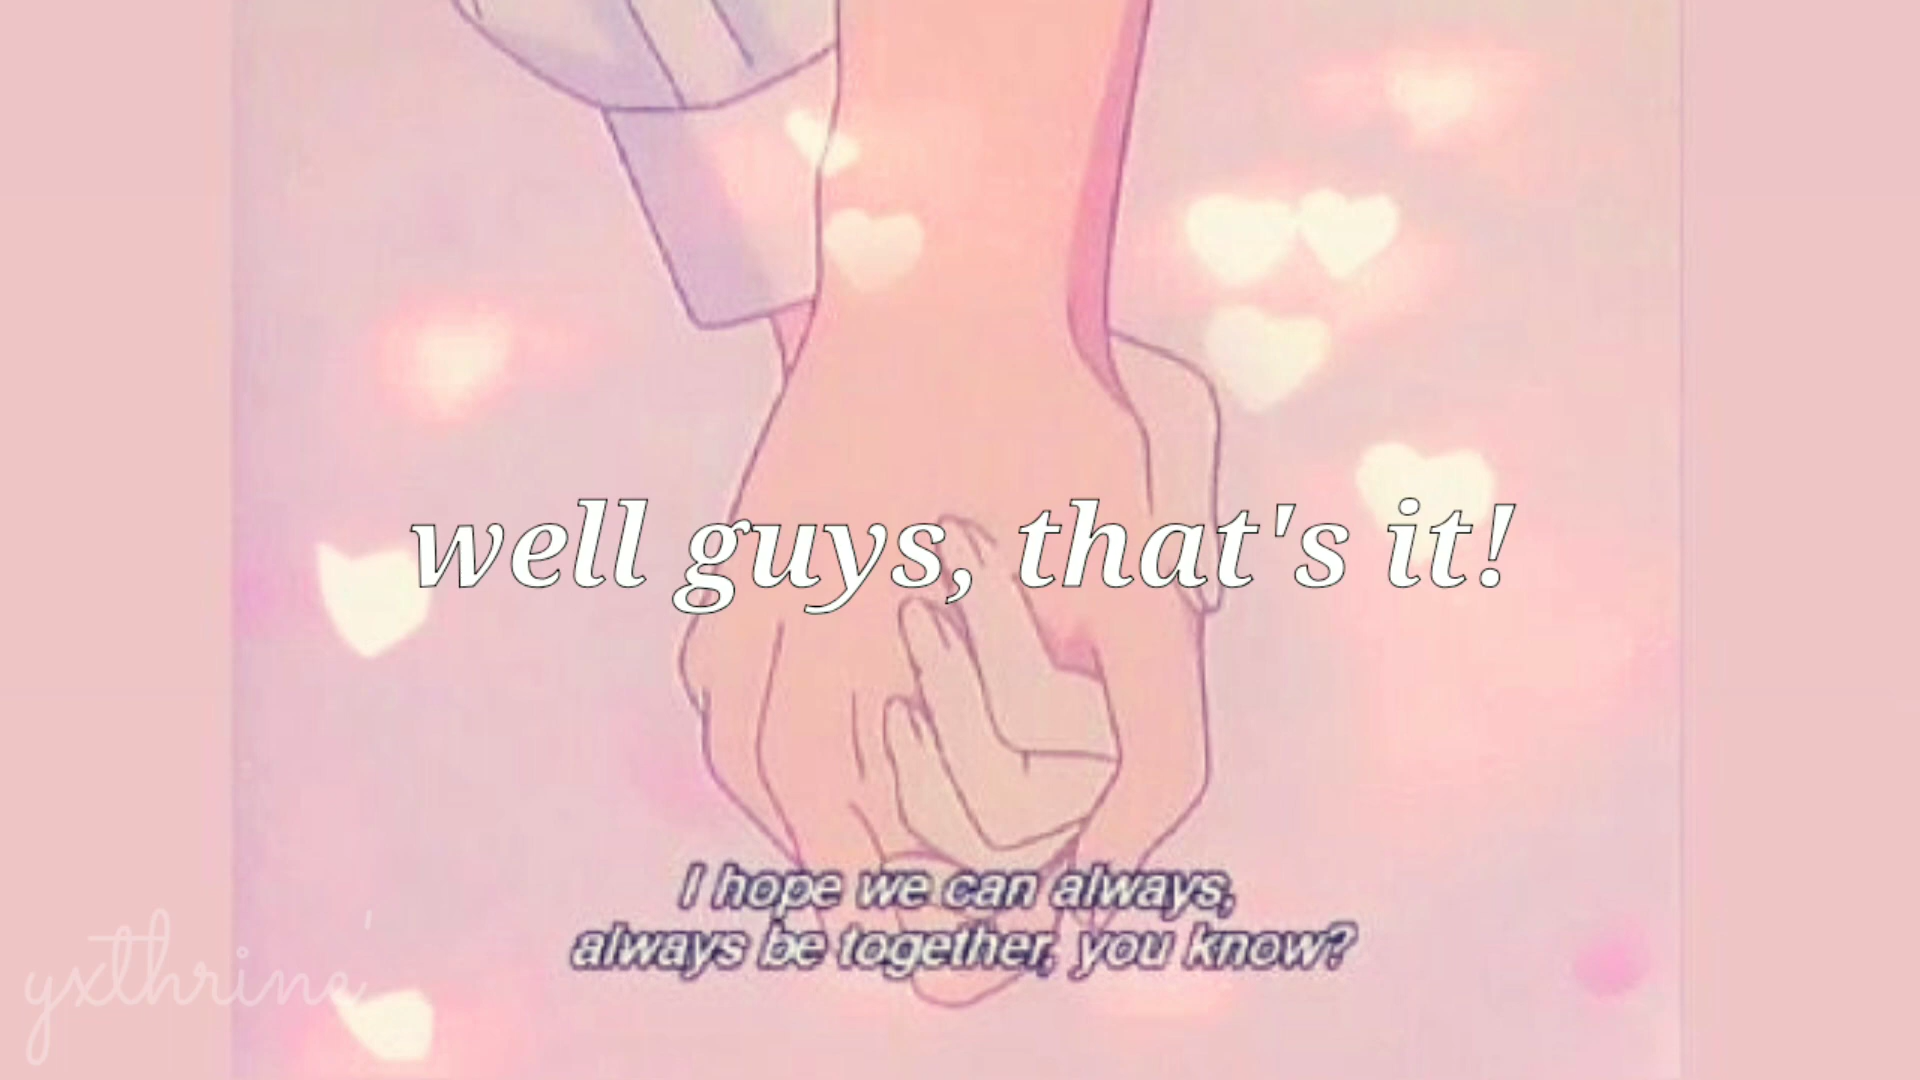 well guys, that's it!
I hope we can always,
always be together, you know?
yxthrine'